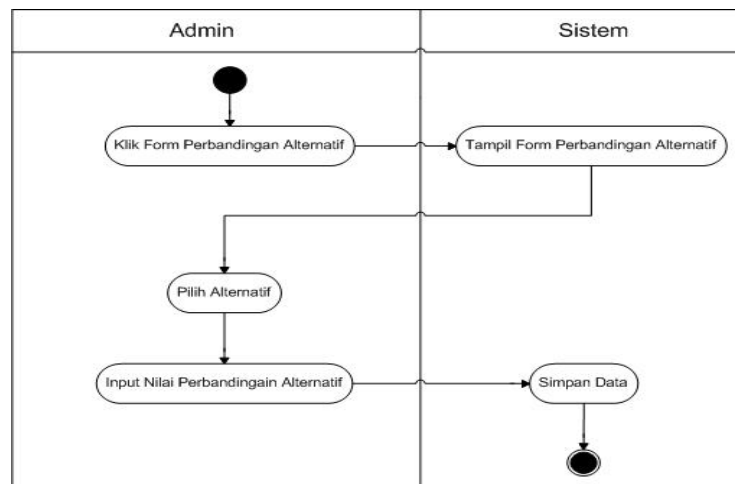 Admin
Sistem
Klik Form Perbandingan Alternatif
Tampil Form Perbandingan Alternatif
Pilih Alternatif
Input Nilai Perbandingain Alternatif
Simpan Data